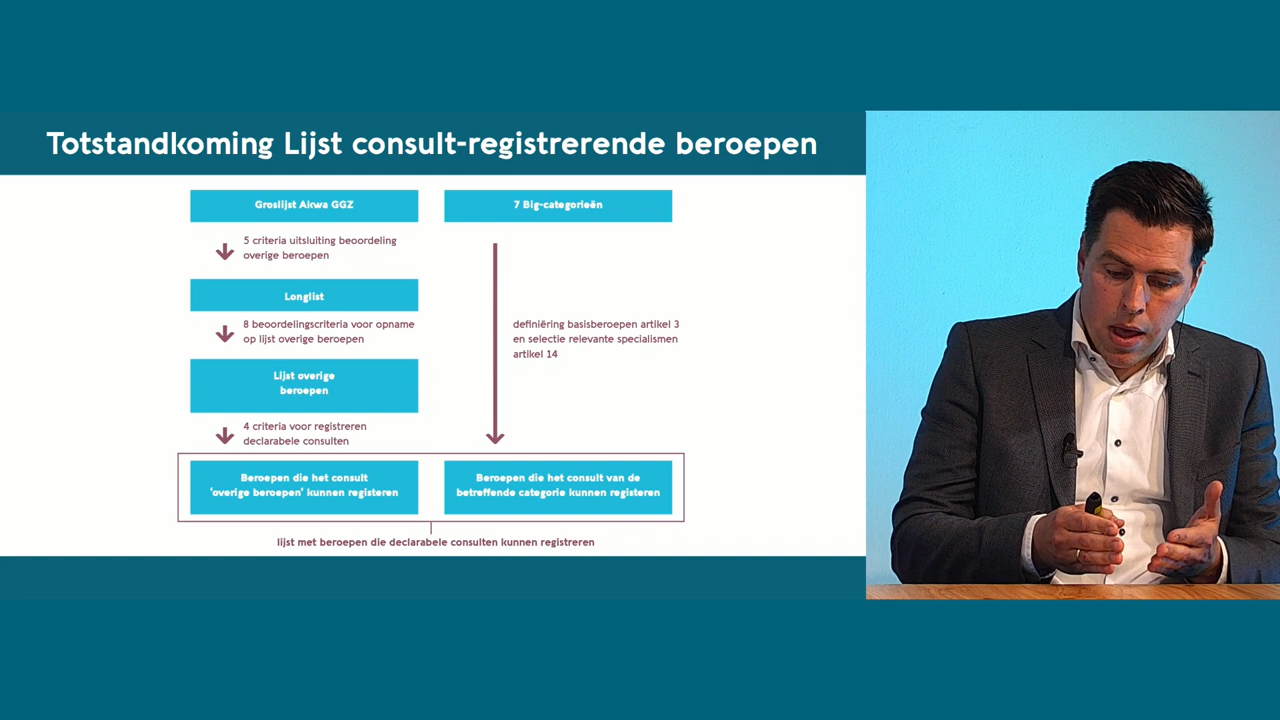 Totstandkoming Lijst consult-registrerende beroepen
Groslijst Akwa GGZ
5 criteria uitsluiting beoordeling
overige beroepen
Longlist
8 beoordelingscriteria voor opname
op lijst overige beroepen
Lijst overige
beroepen
4 criteria voor registreren
declarabele consulten
Beroepen die het consult
'overige beroepen' kunnen registeren
7 Big-categorieën
definiëring basisberoepen artikel 3
en selectie relevante specialismen
artikel 14
Beroepen die het consult van de
betreffende categorie kunnen registeren
lijst met beroepen die declarabele consulten kunnen registreren